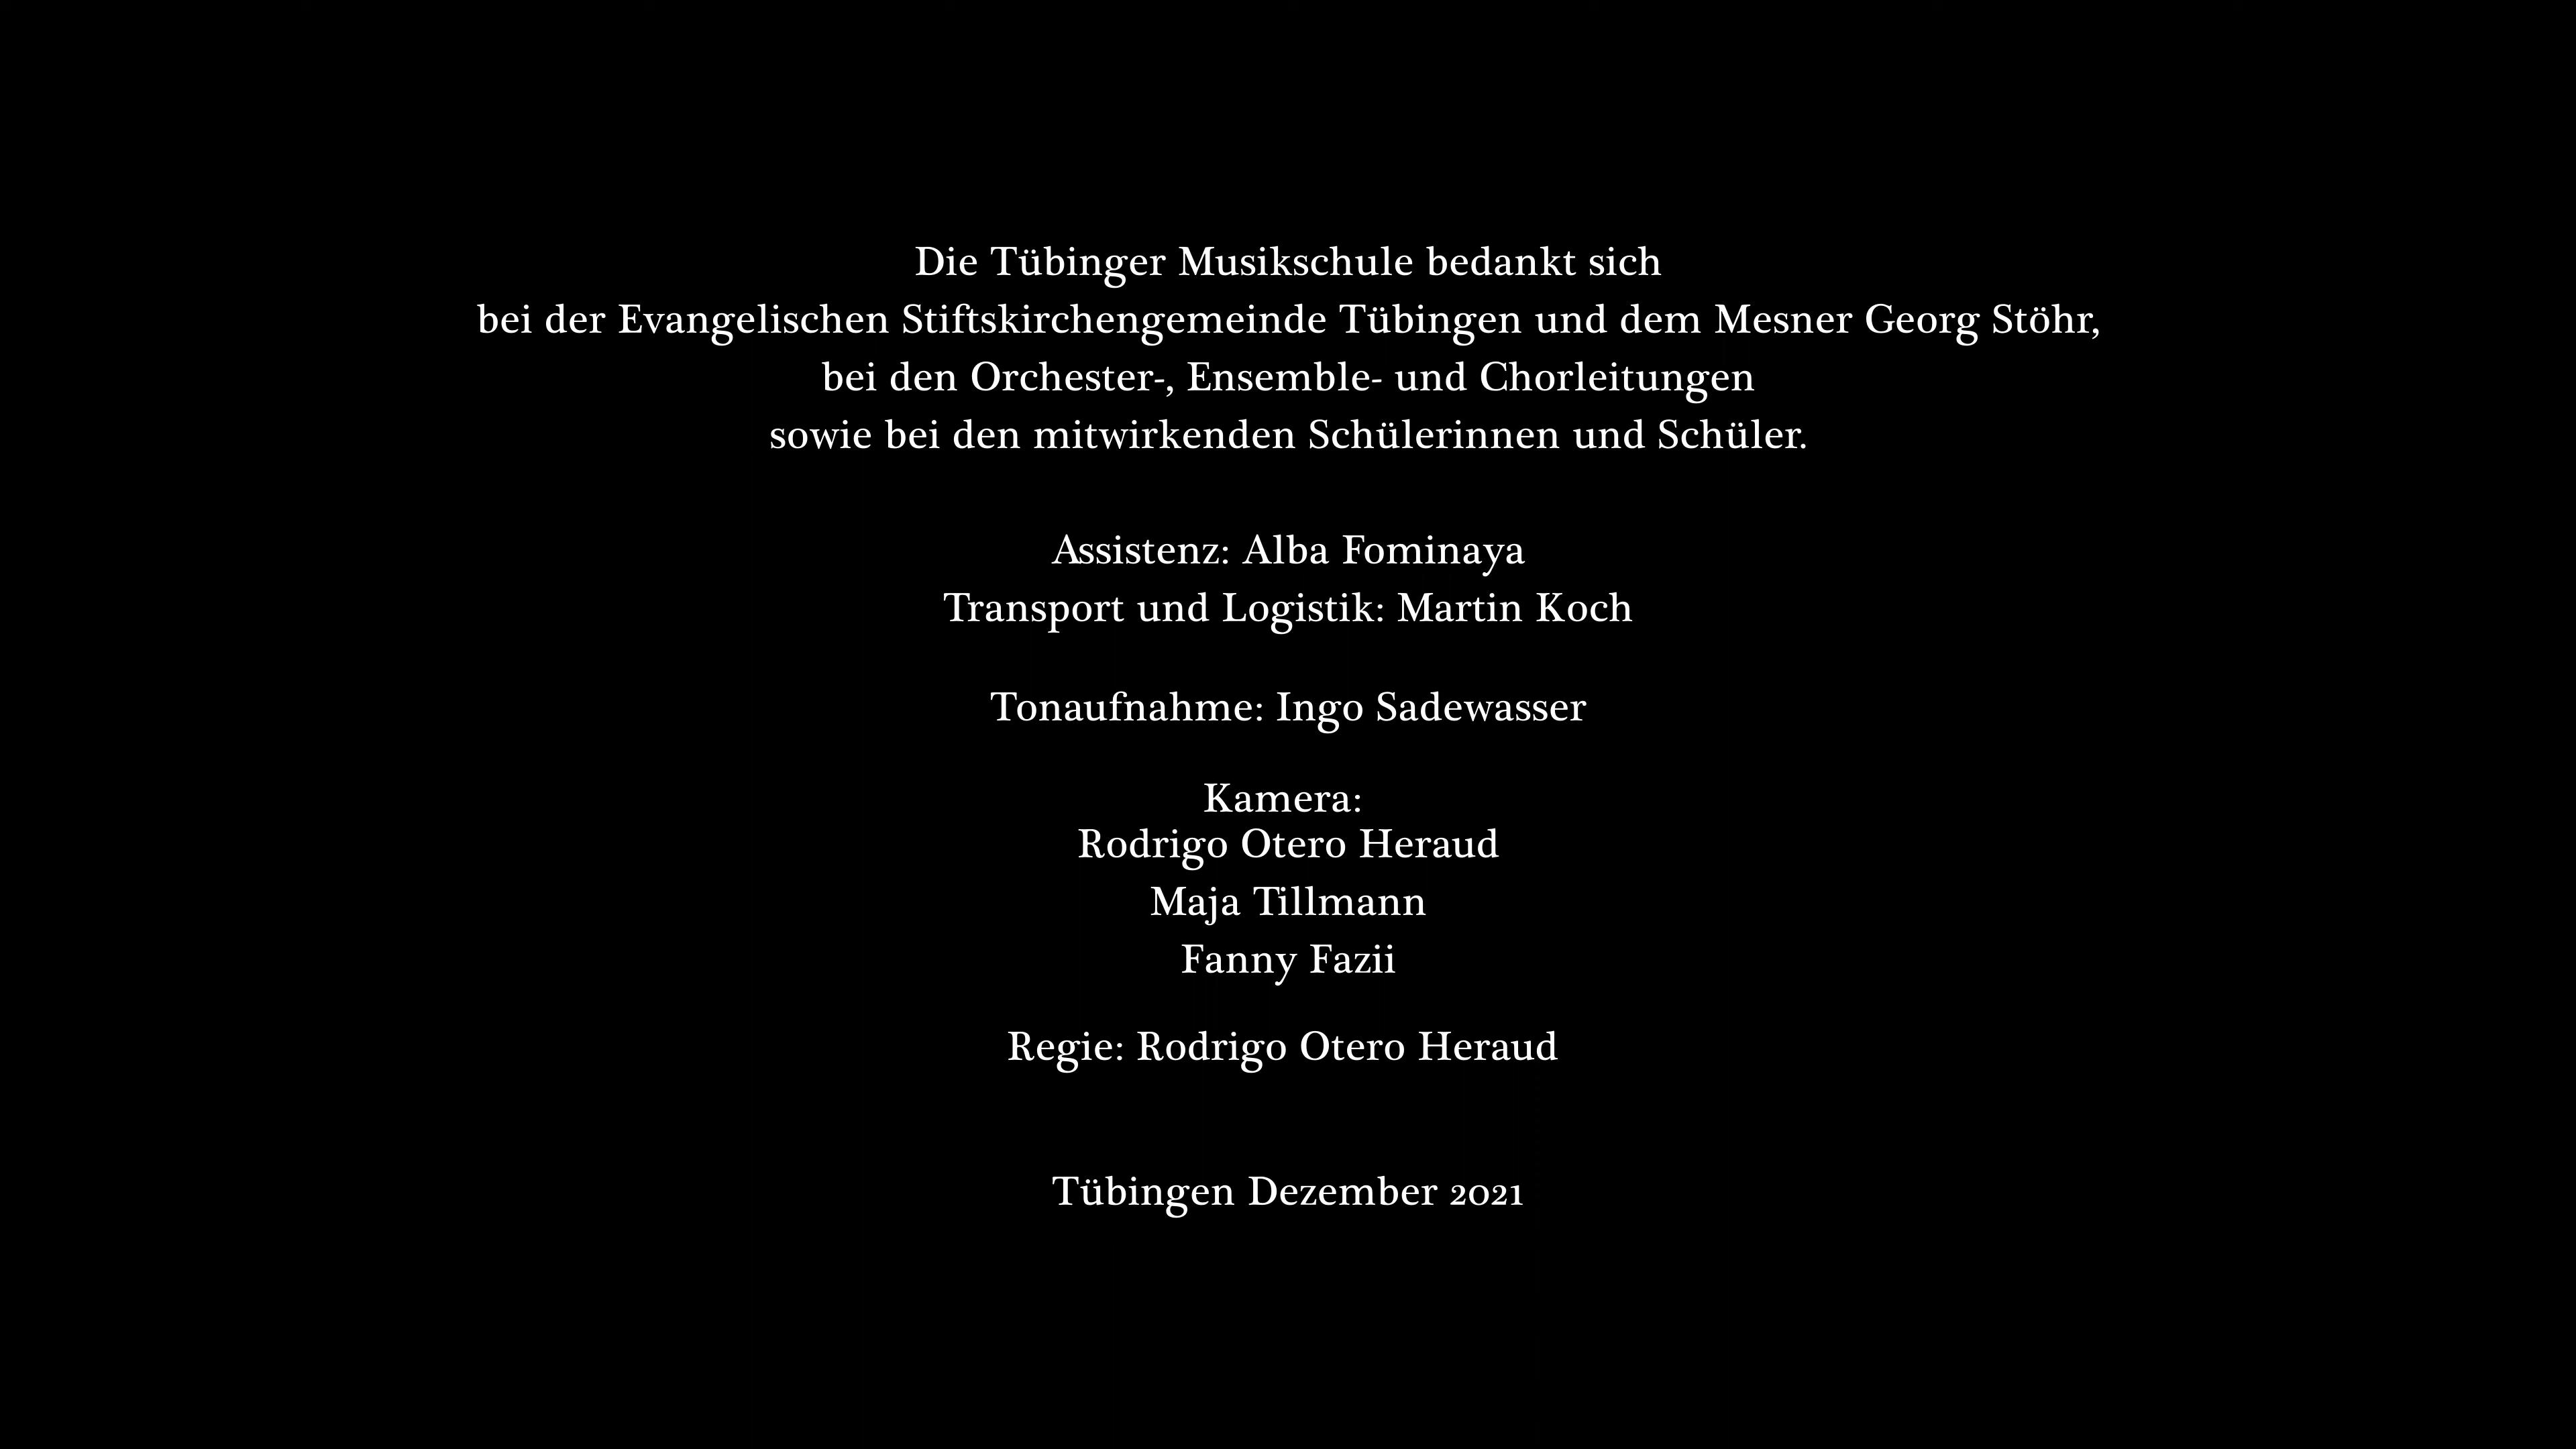 Die Tübinger Musikschule bedankt sich
bei der Evangelischen Stiftskirchengemeinde Tübingen und dem Mesner Georg Stöhr,
bei den Orchester-, Ensemble- und Chorleitungen
sowie bei den mitwirkenden Schülerinnen und Schüler.
Assistenz: Alba Fominaya
Transport und Logistik: Martin Koch
Tonaufnahme: Ingo Sadewasser
Kamera:
Rodrigo Otero Heraud
Maja Tillmann
Fanny Fazii
Regie: Rodrigo Otero Heraud
Tübingen Dezember 2021